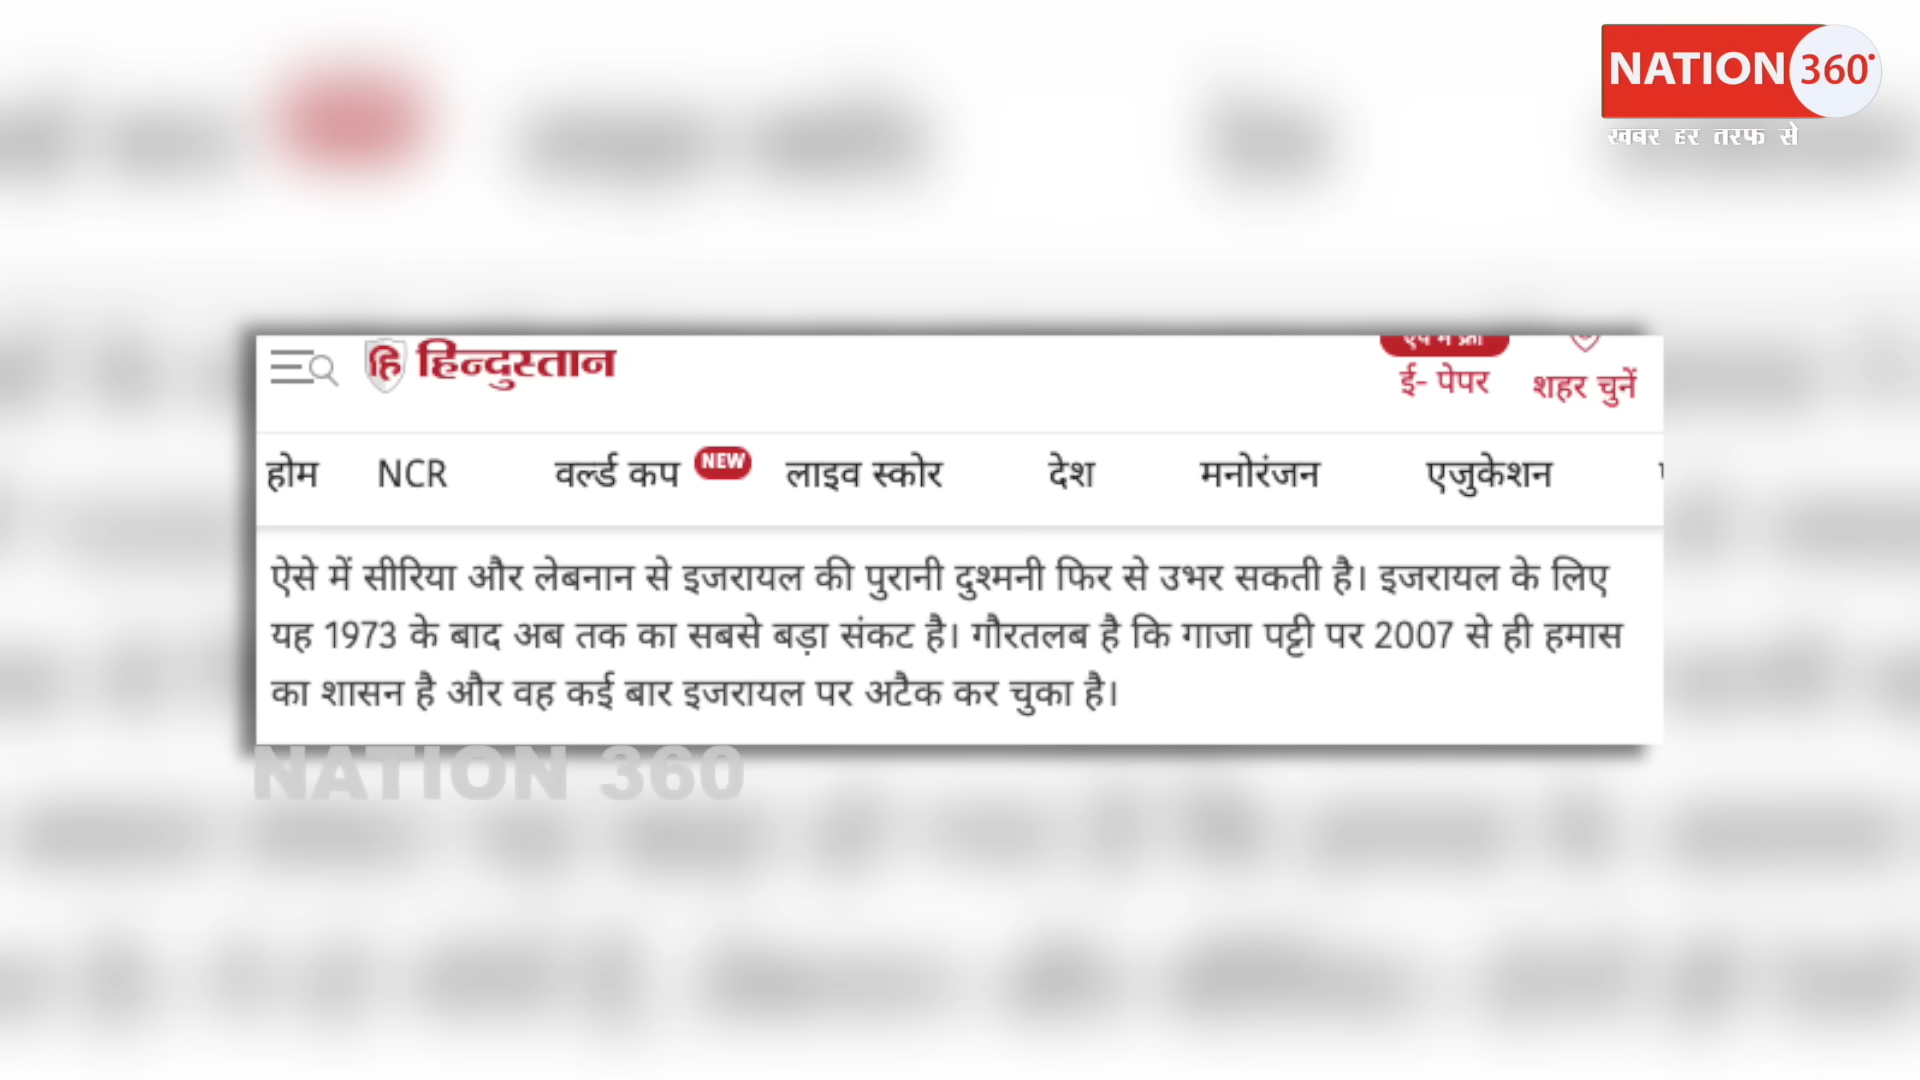 NATION 360°
खबर हर तरफ से
हि हिन्दुस्तान
ई- पेपर
शहर चुनें
होम NCR वर्ल्ड कप NEW लाइव स्कोर देश मनोरंजन एजुकेशन
ऐसे में सीरिया और लेबनान से इजरायल की पुरानी दुश्मनी फिर से उभर सकती है। इजरायल के लिए
यह 1973 के बाद अब तक का सबसे बड़ा संकट है। गौरतलब है कि गाजा पट्टी पर 2007 से ही हमास
का शासन है और वह कई बार इजरायल पर अटैक कर चुका है।
NATION 360